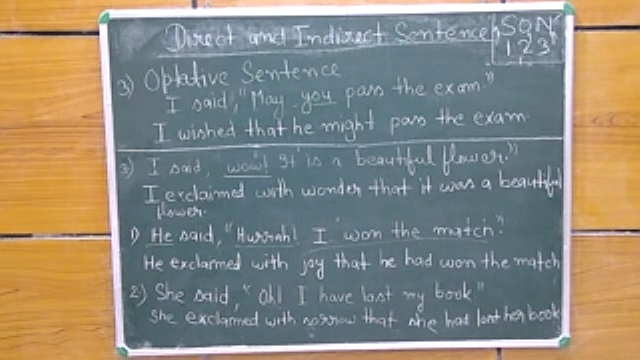 Direct and Indirect Sentence
SON
123
3) Optative Sentence
I said, "May you pass the exam."
I wished that he might pass the exam.
3) I said, "wow! It is a beautiful flower."
I exclaimed with wonder that it was a beautiful
flower.
1) He said, "Hurrah! I won the match."
He exclaimed with joy that he had won the match
2) She said, "Oh! I have lost my book"
She exclaimed with sorrow that she had lost her book